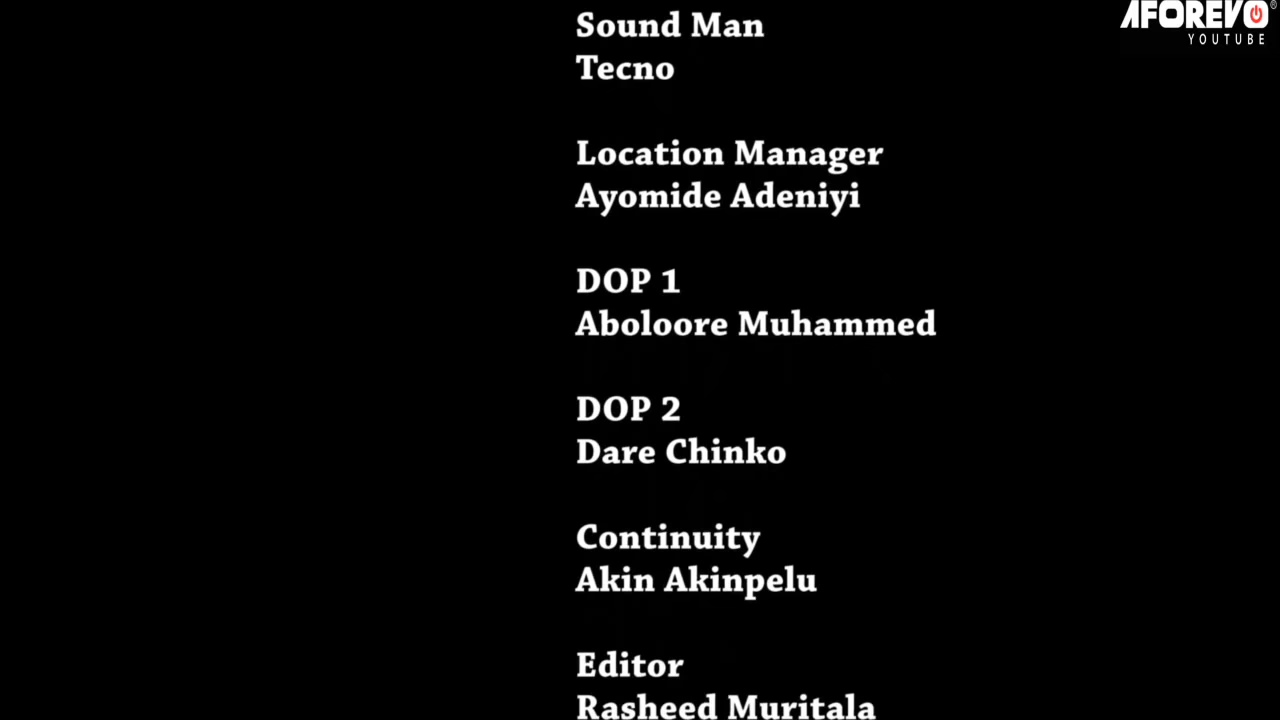 Sound Man
Tecno
Location Manager
Ayomide Adeniyi
DOP 1
Aboloore Muhammed
DOP 2
Dare Chinko
Continuity
Akin Akinpelu
Editor
Rasheed Muritala
AFOREVO®
YOUTUBE